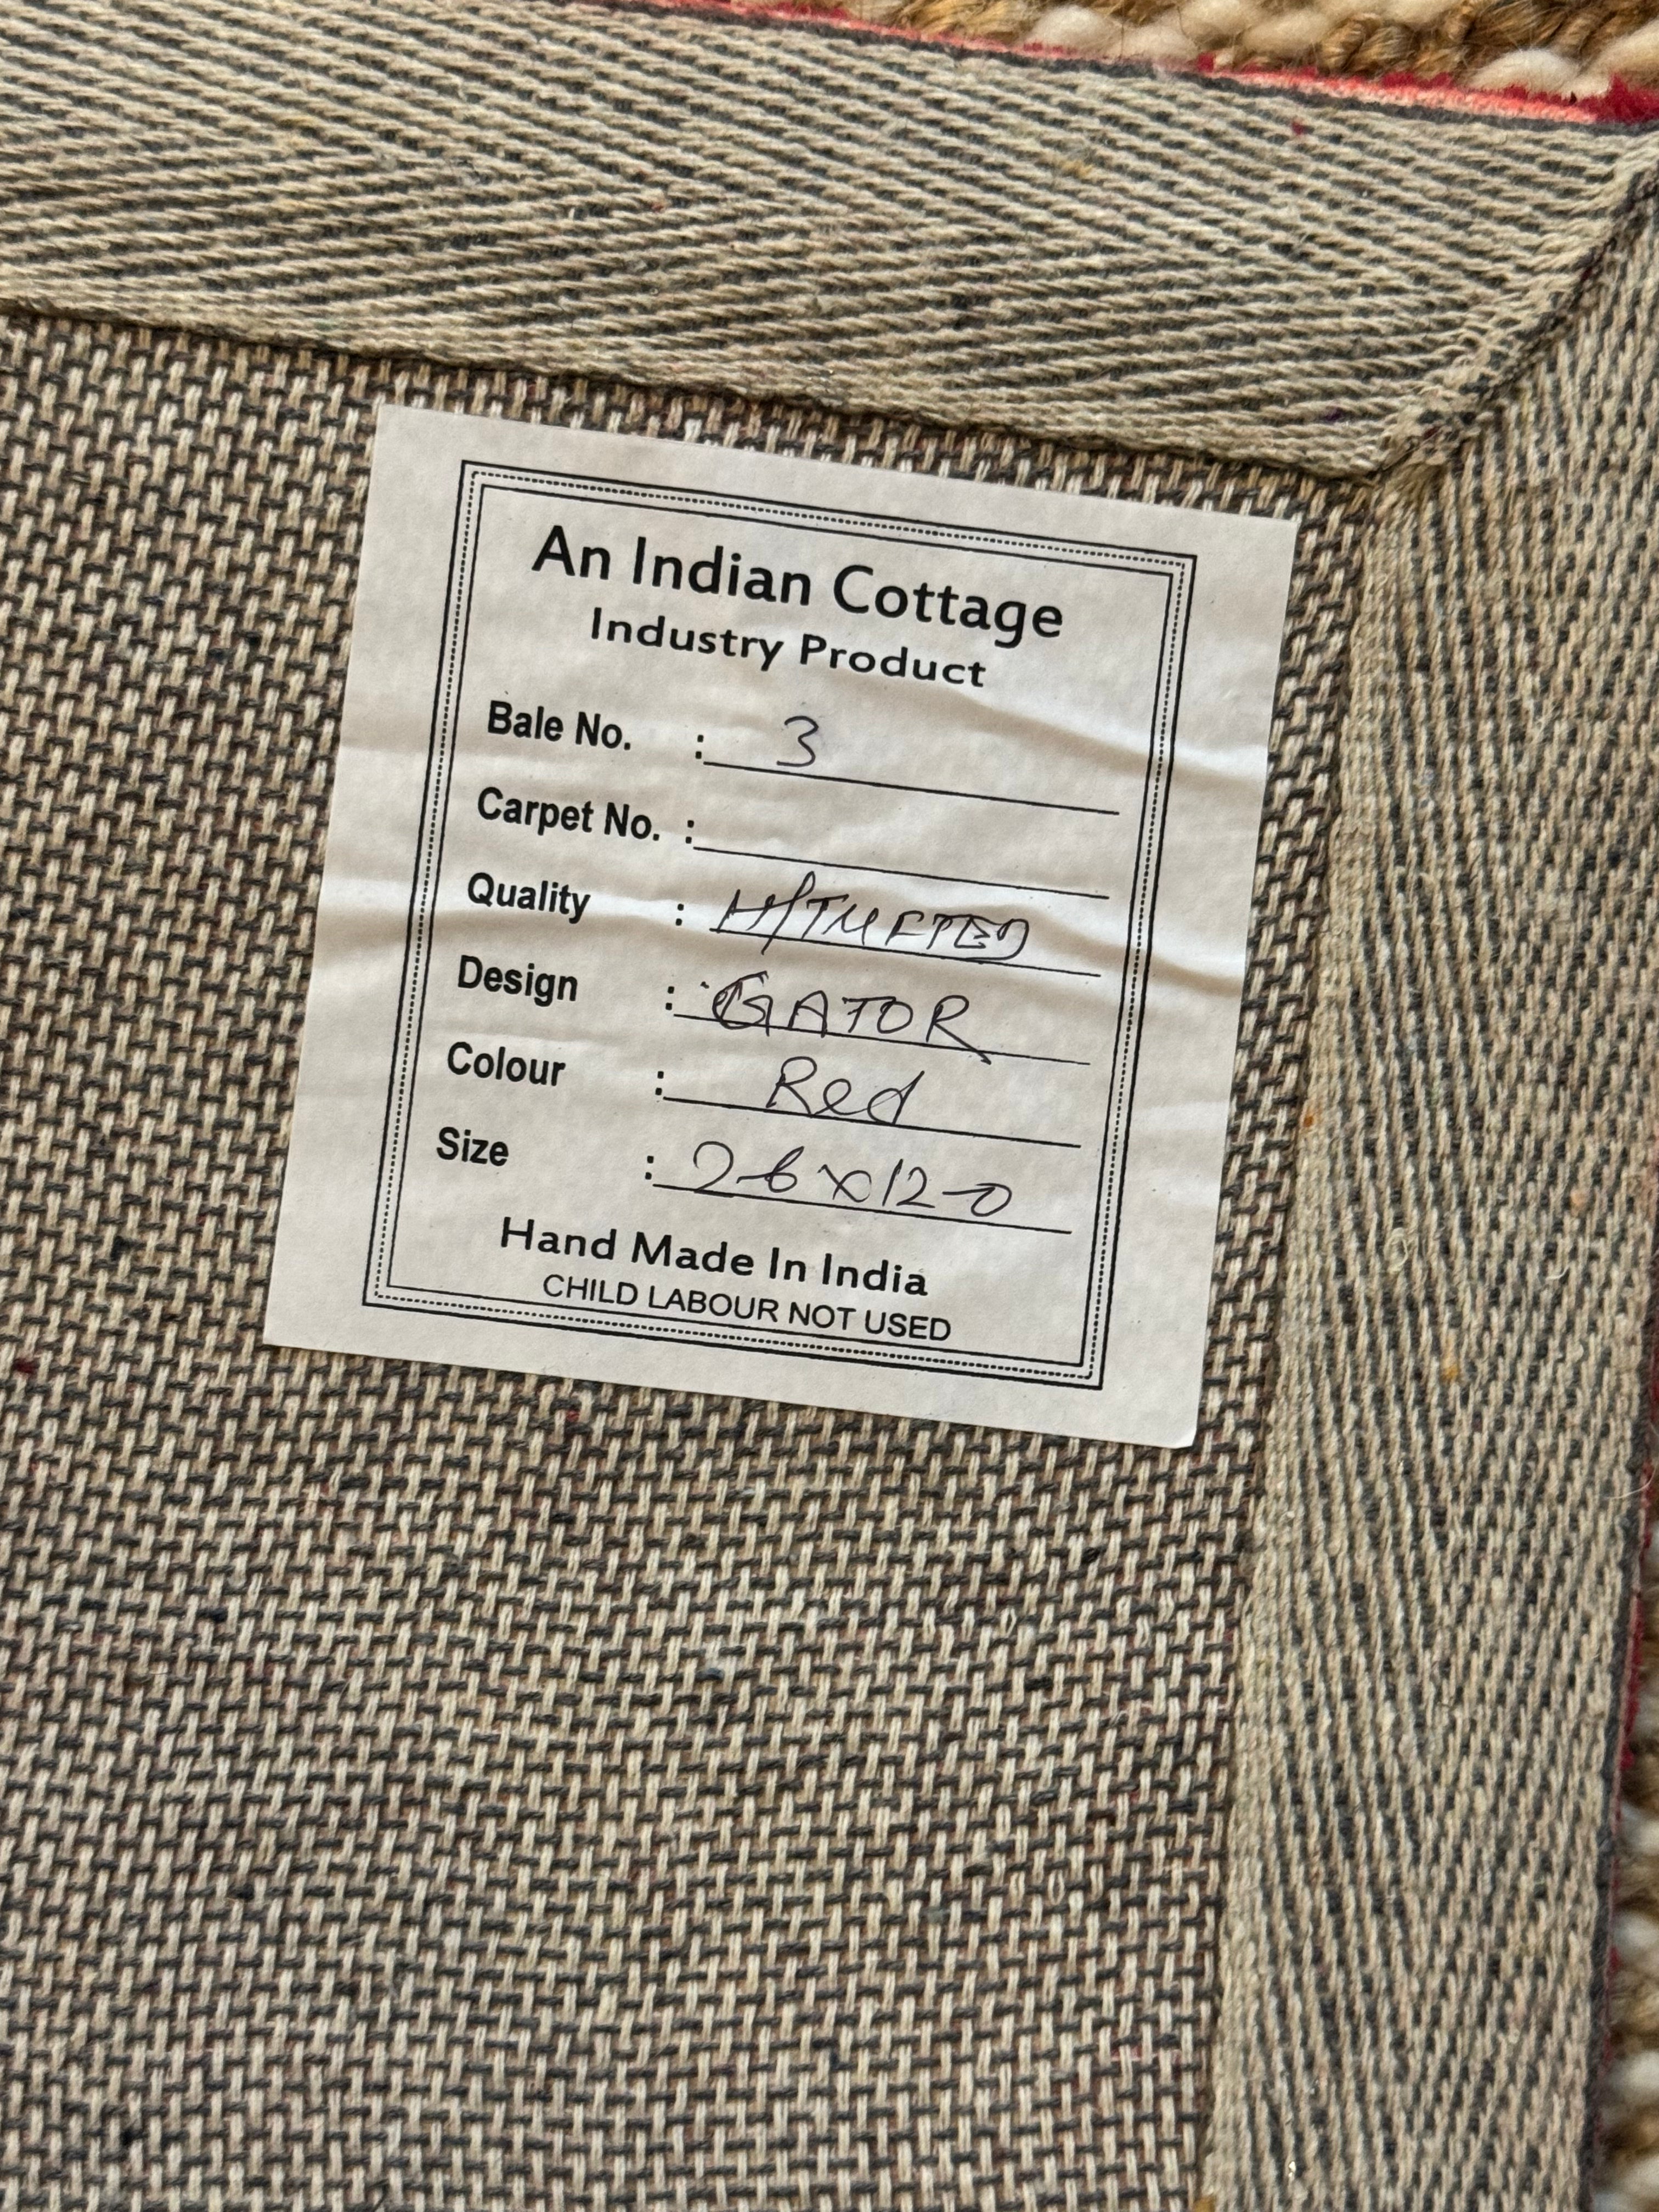 An Indian Cottage
Industry Product
Bale No. : 3
Carpet No. :
Quality : H/TUFTED
Design : GATOR
Colour : Red
Size : 2-6x12-0
Hand Made In India
CHILD LABOUR NOT USED